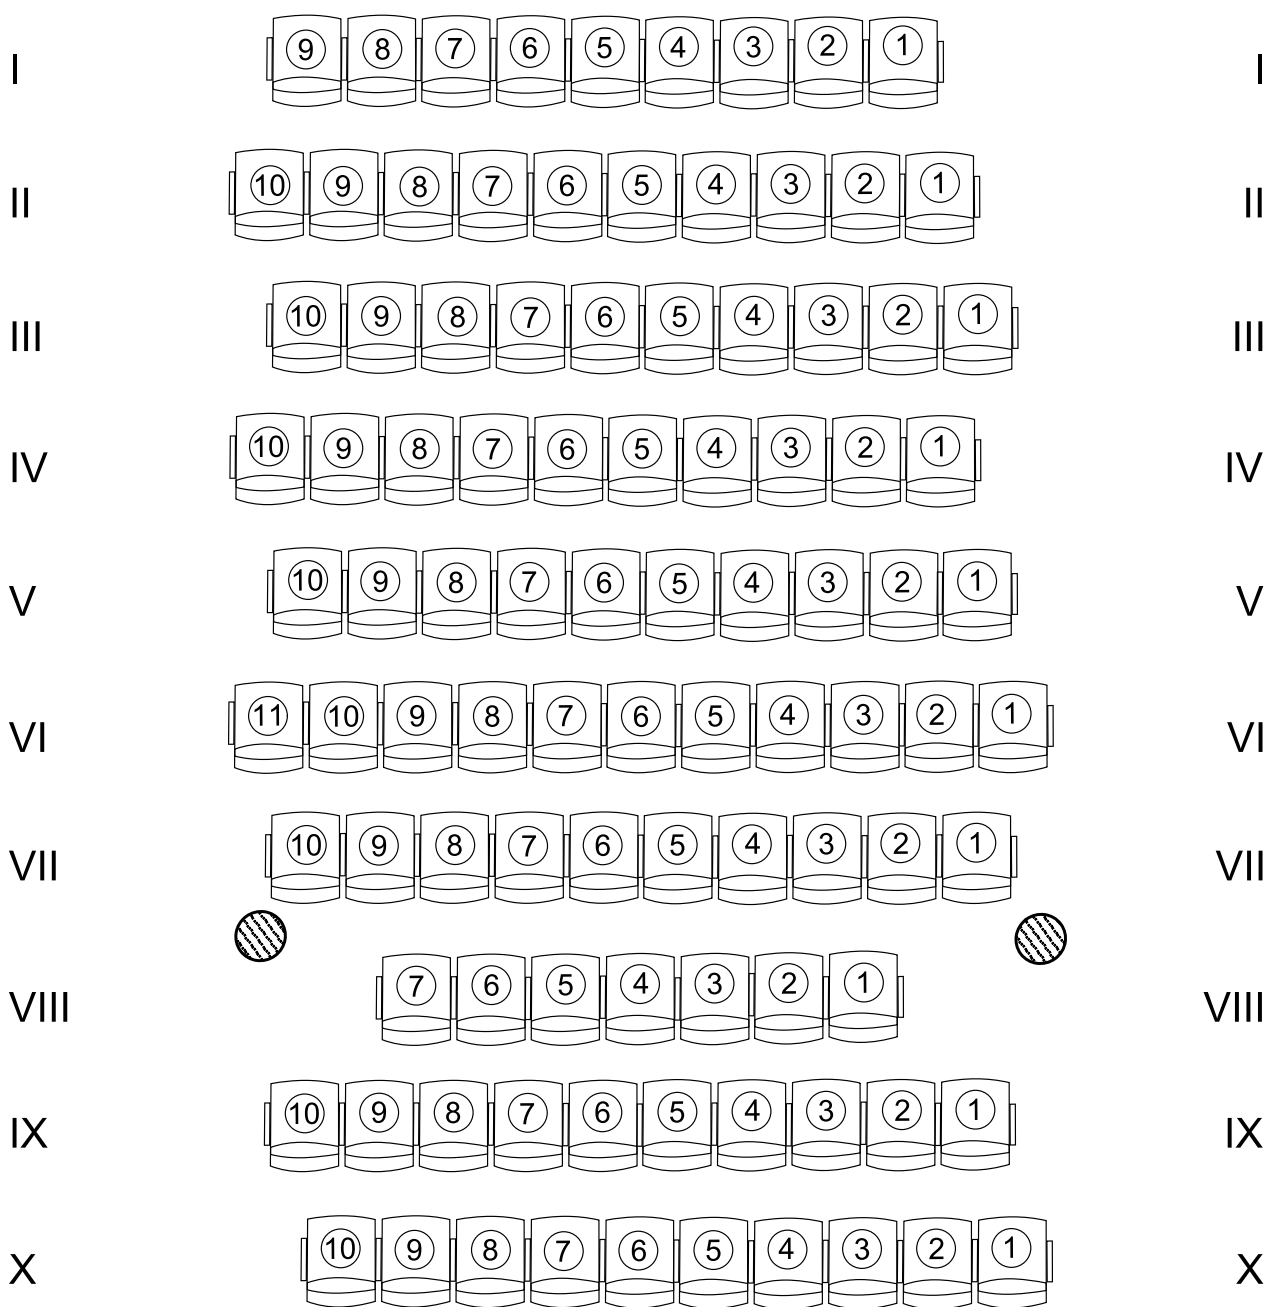 I 9 8 7 6 5 4 3 2 1 I
II 10 9 8 7 6 5 4 3 2 1 II
III 10 9 8 7 6 5 4 3 2 1 III
IV 10 9 8 7 6 5 4 3 2 1 IV
V 10 9 8 7 6 5 4 3 2 1 V
VI 11 10 9 8 7 6 5 4 3 2 1 VI
VII 10 9 8 7 6 5 4 3 2 1 VII
VIII 7 6 5 4 3 2 1 VIII
IX 10 9 8 7 6 5 4 3 2 1 IX
X 10 9 8 7 6 5 4 3 2 1 X